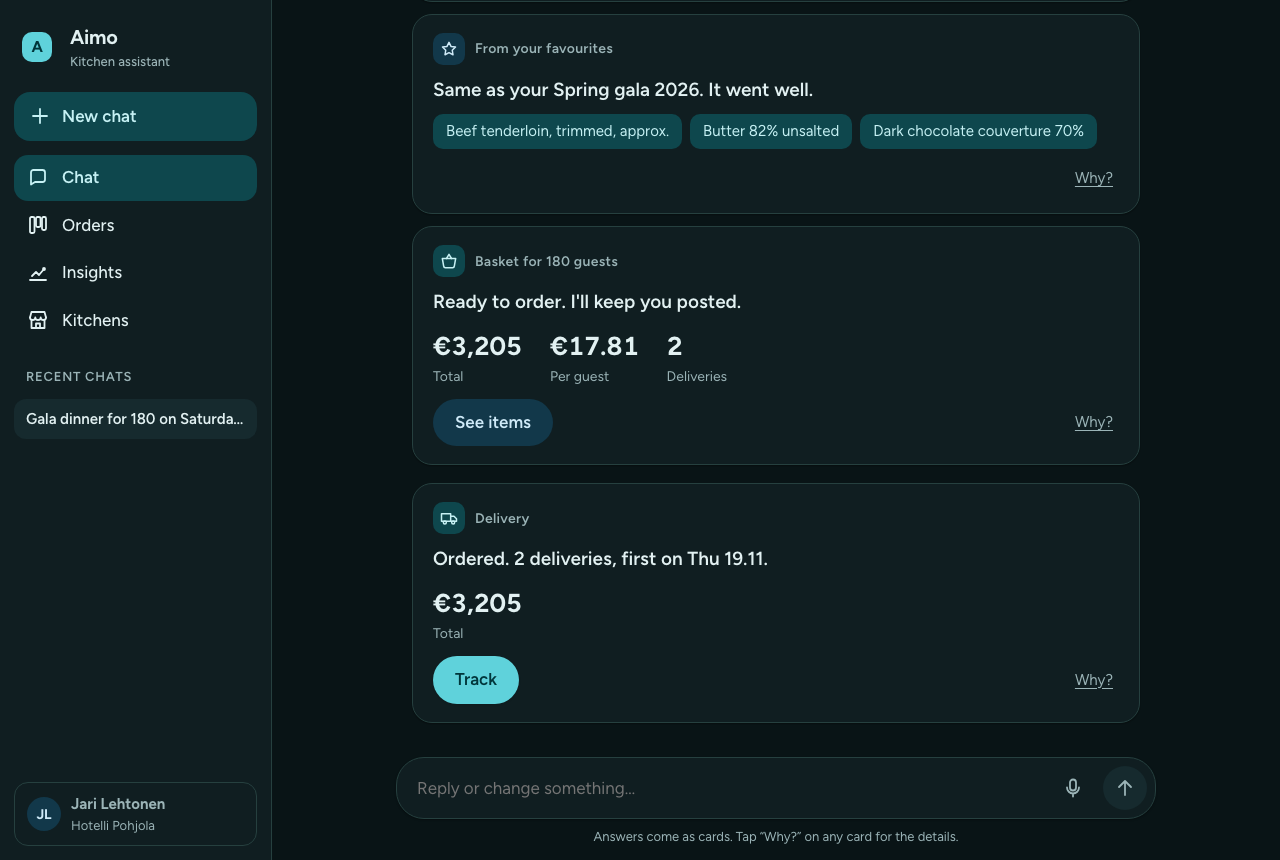 A
Aimo
Kitchen assistant
New chat
Chat
Orders
Insights
Kitchens
RECENT CHATS
Gala dinner for 180 on Saturda...
JL
Jari Lehtonen
Hotelli Pohjola
From your favourites
Same as your Spring gala 2026. It went well.
Beef tenderloin, trimmed, approx.
Butter 82% unsalted
Dark chocolate couverture 70%
Why?
Basket for 180 guests
Ready to order. I'll keep you posted.
€3,205 €17.81 2
Total Per guest Deliveries
See items
Why?
Delivery
Ordered. 2 deliveries, first on Thu 19.11.
€3,205
Total
Track
Why?
Reply or change something...
Answers come as cards. Tap “Why?” on any card for the details.